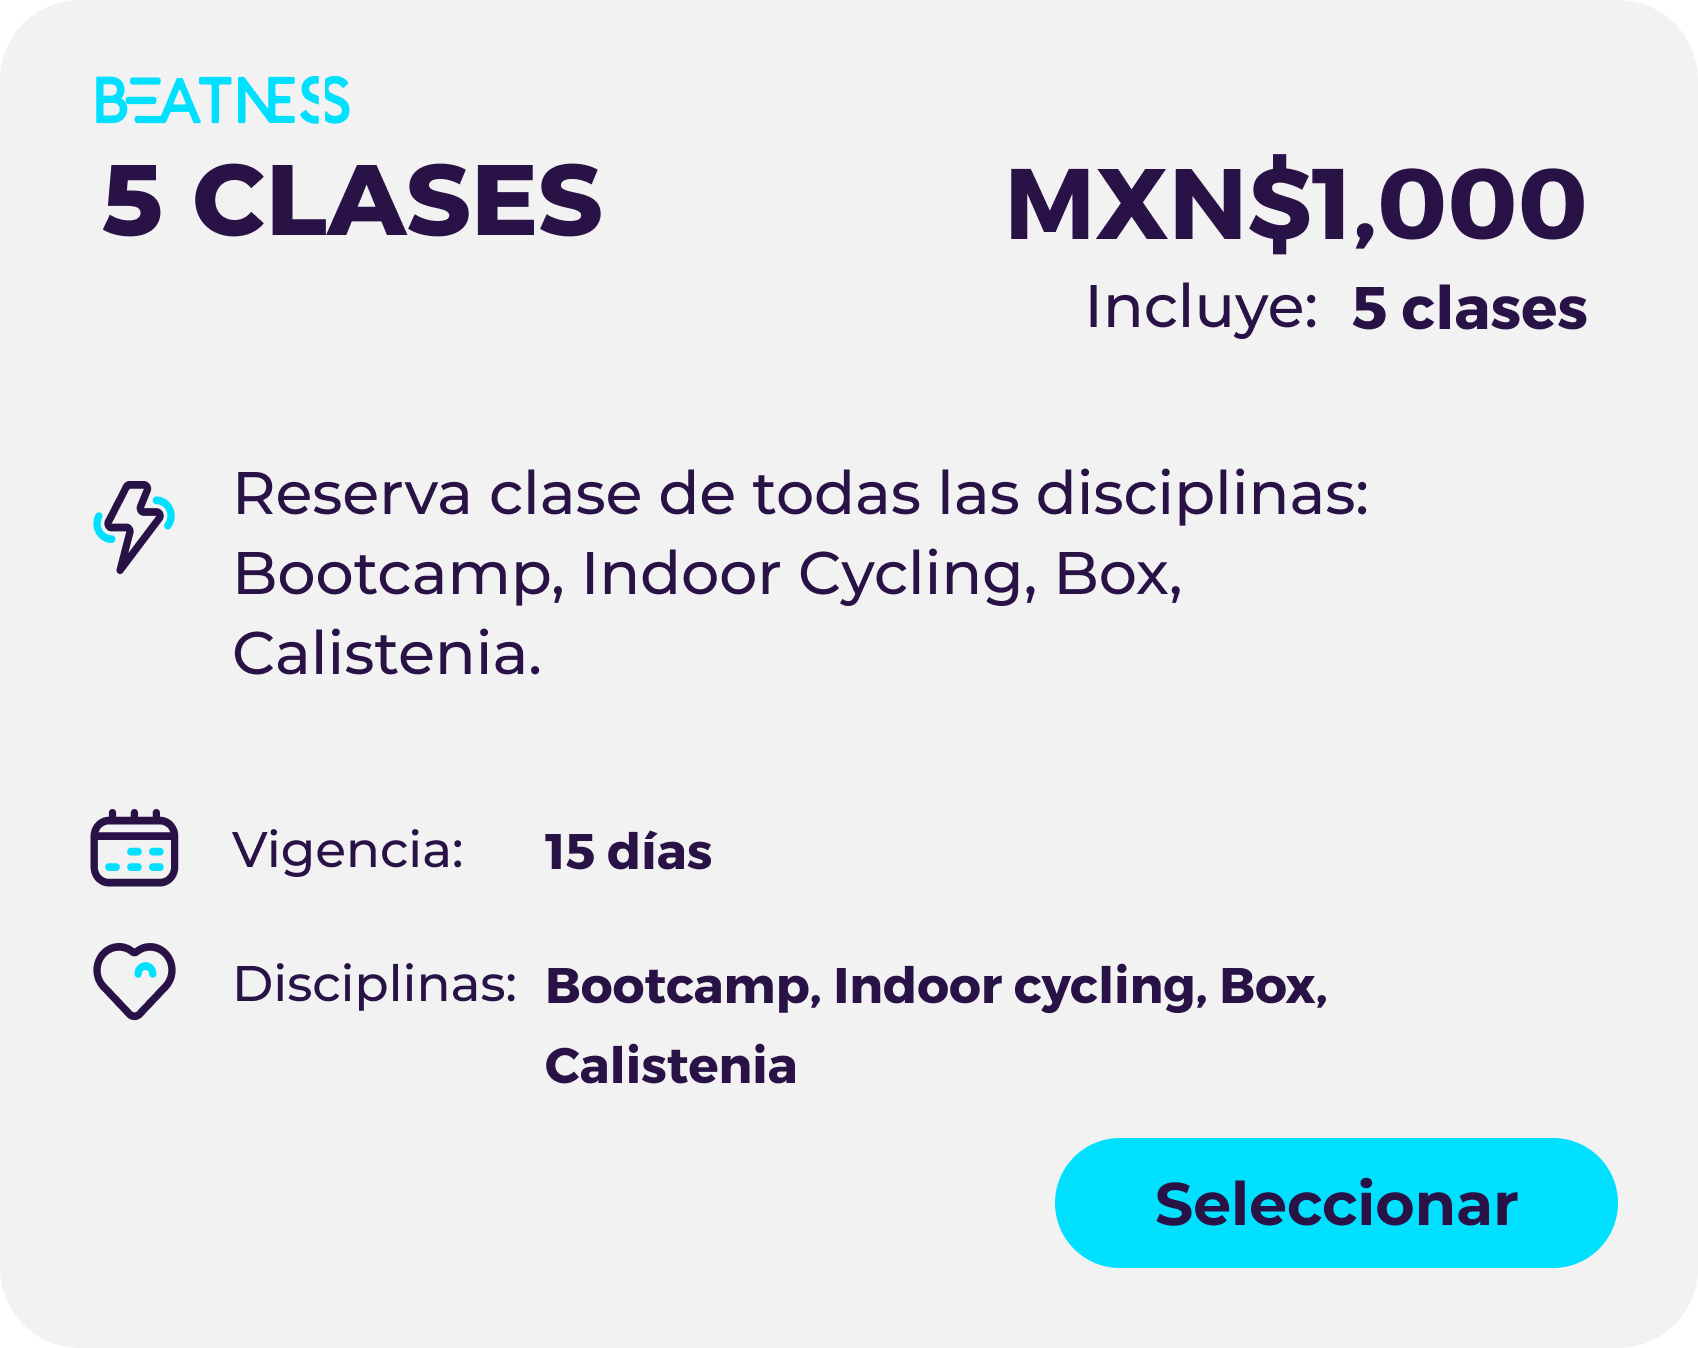 BEATNESS
5 CLASES
MXN$1,000
Incluye: 5 clases
Reserva clase de todas las disciplinas:
Bootcamp, Indoor Cycling, Box,
Calistenia.
Vigencia: 15 días
Disciplinas: Bootcamp, Indoor cycling, Box,
Calistenia
Seleccionar